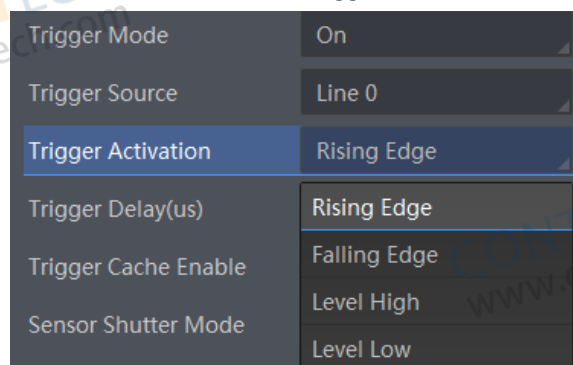 Trigger Mode On
Trigger Source Line 0
Trigger Activation Rising Edge
Trigger Delay(us) Rising Edge
Trigger Cache Enable Falling Edge
Level High
Sensor Shutter Mode
Level Low